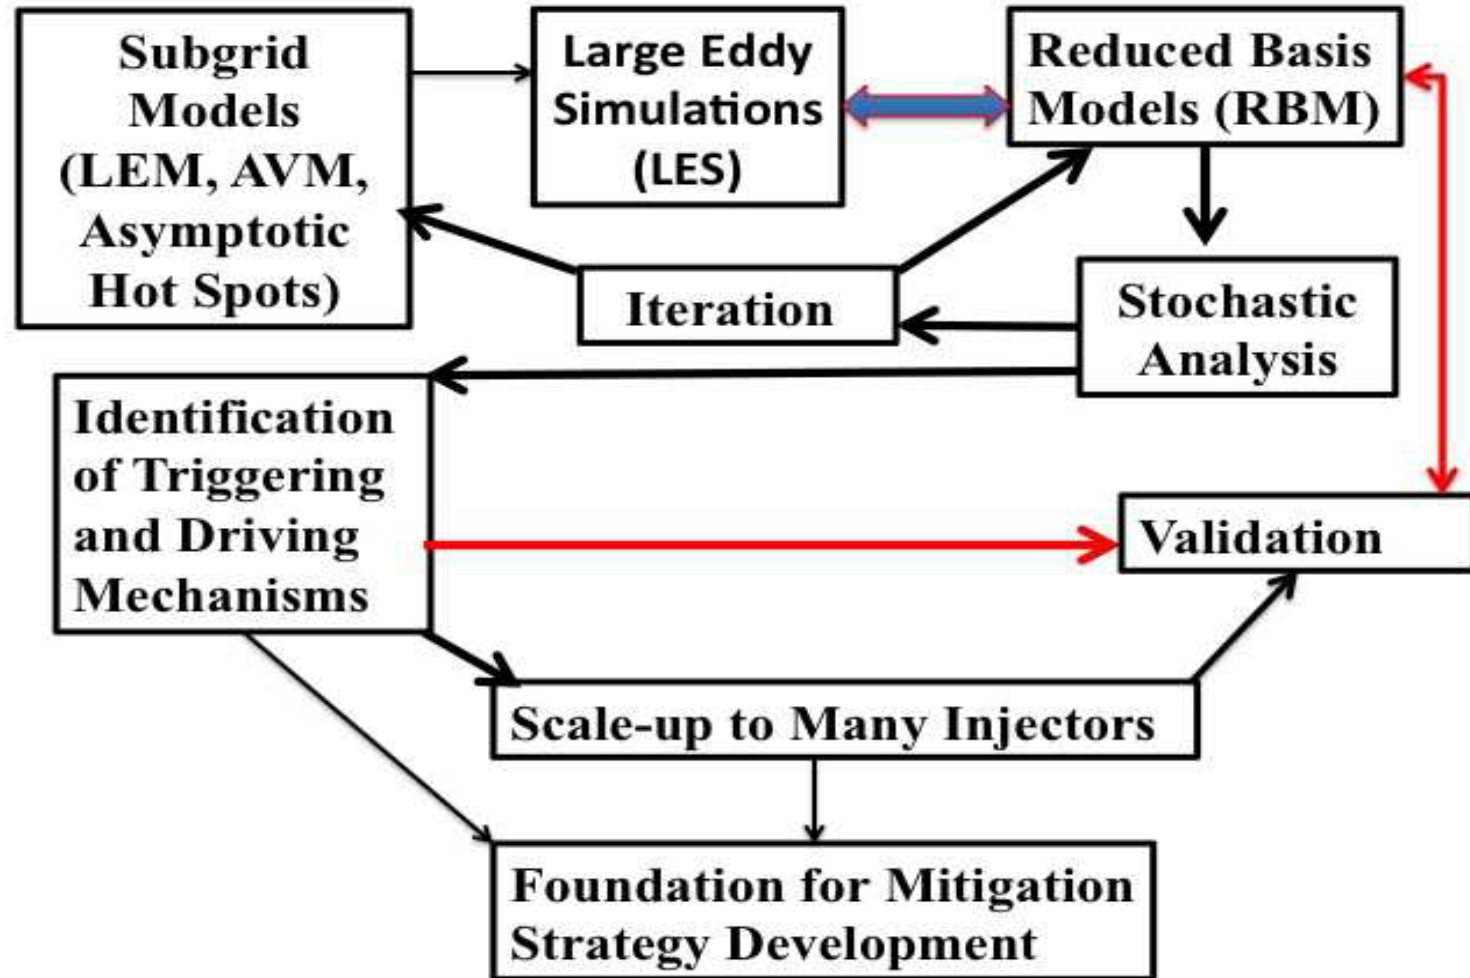 Subgrid
Models
(LEM, AVM,
Asymptotic
Hot Spots)
Large Eddy
Simulations
(LES)
Reduced Basis
Models (RBM)
Iteration
Stochastic
Analysis
Identification
of Triggering
and Driving
Mechanisms
Validation
Scale-up to Many Injectors
Foundation for Mitigation
Strategy Development